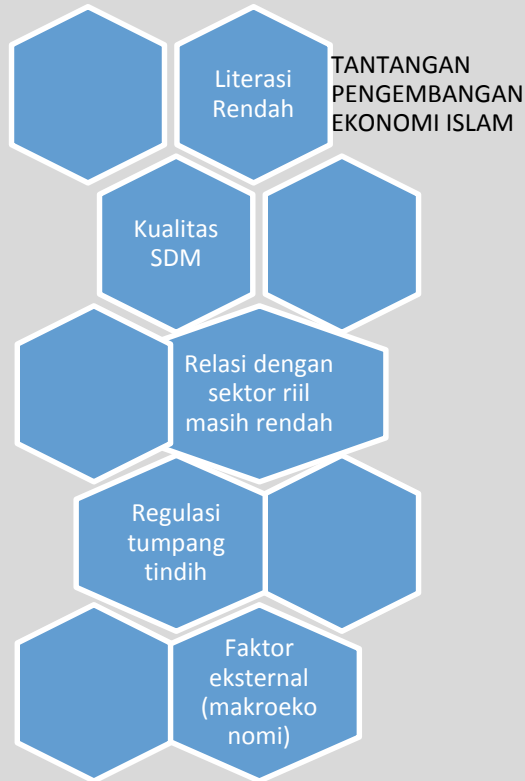 TANTANGAN
PENGEMBANGAN
EKONOMI ISLAM
Literasi
Rendah
Kualitas
SDM
Relasi dengan
sektor riil
masih rendah
Regulasi
tumpang
tindih
Faktor
eksternal
(makroeko
nomi)